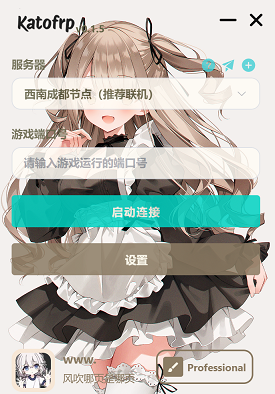 Katofrp 1.5
服务器
西南成都节点（推荐联机）
游戏端口号
请输入游戏运行的端口号
启动连接
设置
www.
风吹哪页
Professional